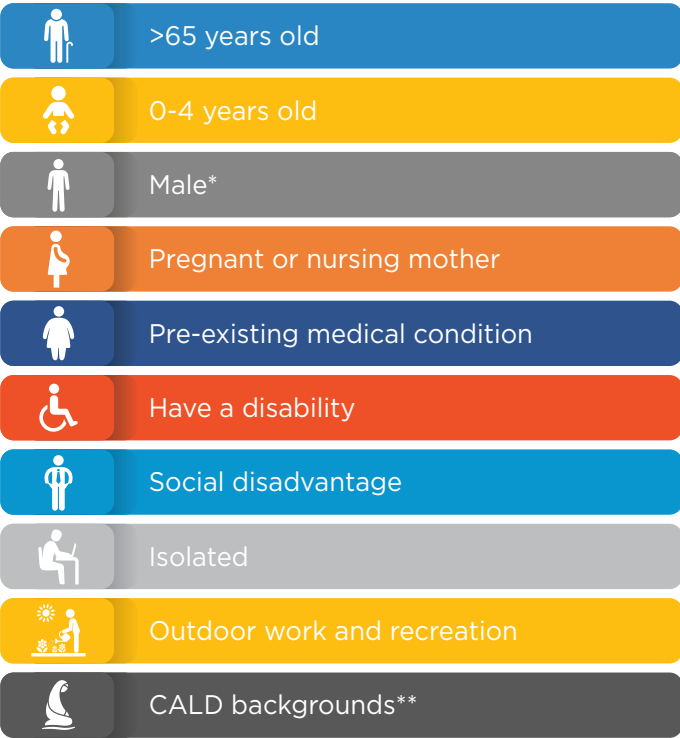 >65 years old
0-4 years old
Male*
Pregnant or nursing mother
Pre-existing medical condition
Have a disability
Social disadvantage
Isolated
Outdoor work and recreation
CALD backgrounds**